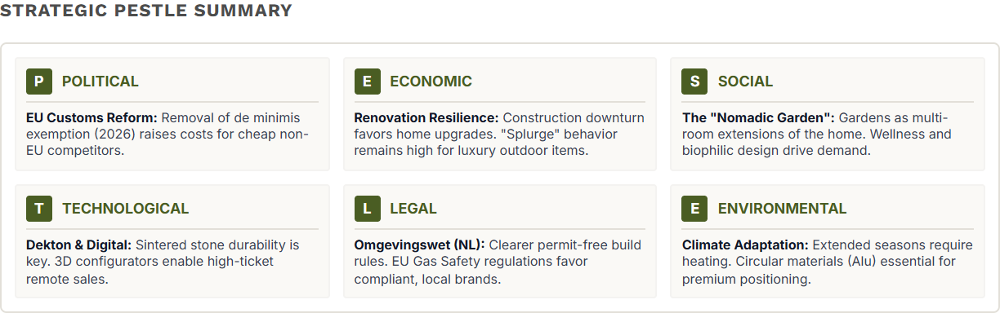 STRATEGIC PESTLE SUMMARY
P POLITICAL
EU Customs Reform: Removal of de minimis
exemption (2026) raises costs for cheap non-
EU competitors.
E ECONOMIC
Renovation Resilience: Construction downturn
favors home upgrades. "Splurge" behavior
remains high for luxury outdoor items.
S SOCIAL
The "Nomadic Garden": Gardens as multi-
room extensions of the home. Wellness and
biophilic design drive demand.
T TECHNOLOGICAL
Dekton & Digital: Sintered stone durability is
key. 3D configurators enable high-ticket
remote sales.
L LEGAL
Omgevingswet (NL): Clearer permit-free build
rules. EU Gas Safety regulations favor
compliant, local brands.
E ENVIRONMENTAL
Climate Adaptation: Extended seasons require
heating. Circular materials (Alu) essential for
premium positioning.